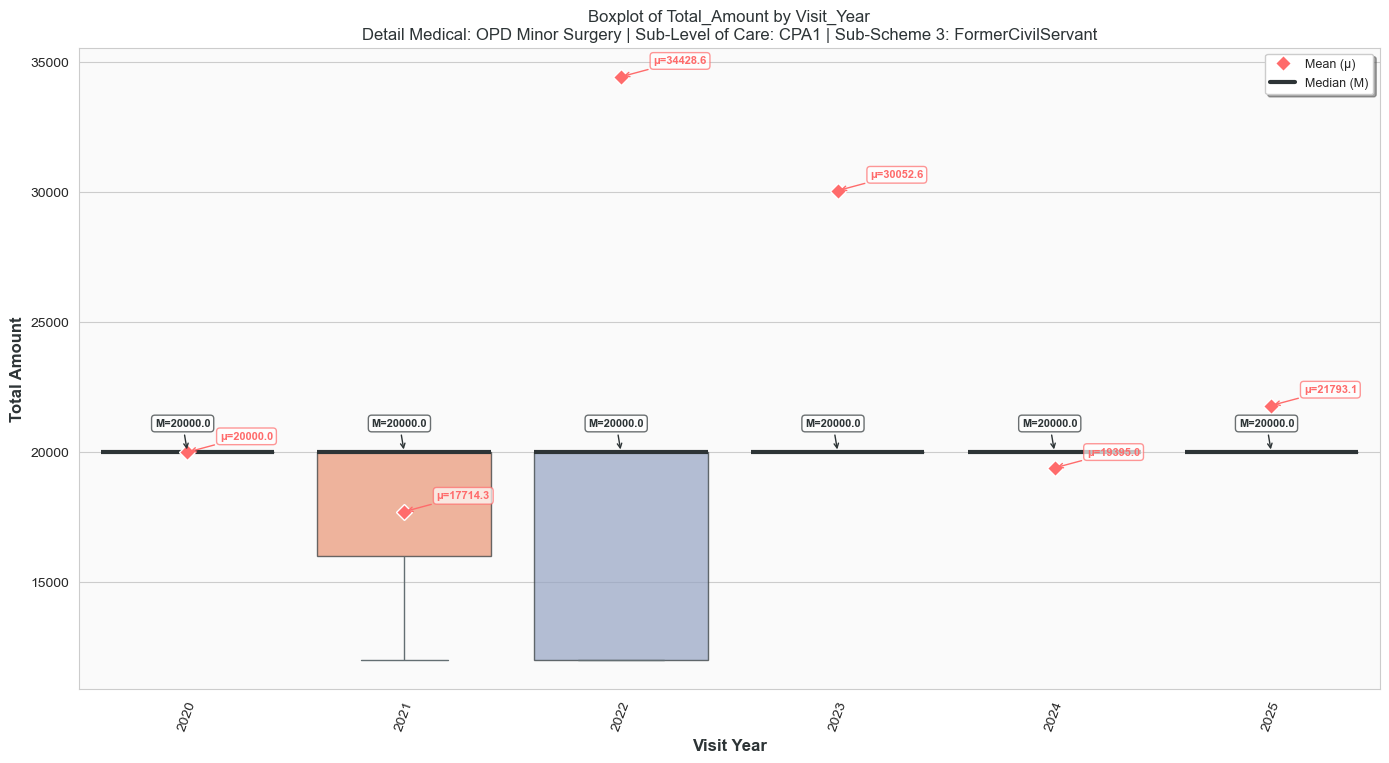 Boxplot of Total_Amount by Visit_Year
Detail Medical: OPD Minor Surgery | Sub-Level of Care: CPA1 | Sub-Scheme 3: FormerCivilServant
Mean (μ)
Median (M)
Total Amount
35000
30000
25000
20000
15000
μ=34428.6
μ=30052.6
μ=21793.1
M=20000.0
M=20000.0
M=20000.0
M=20000.0
M=20000.0
M=20000.0
μ=20000.0
μ=19395.0
μ=17714.3
2020
2021
2022
2023
2024
2025
Visit Year